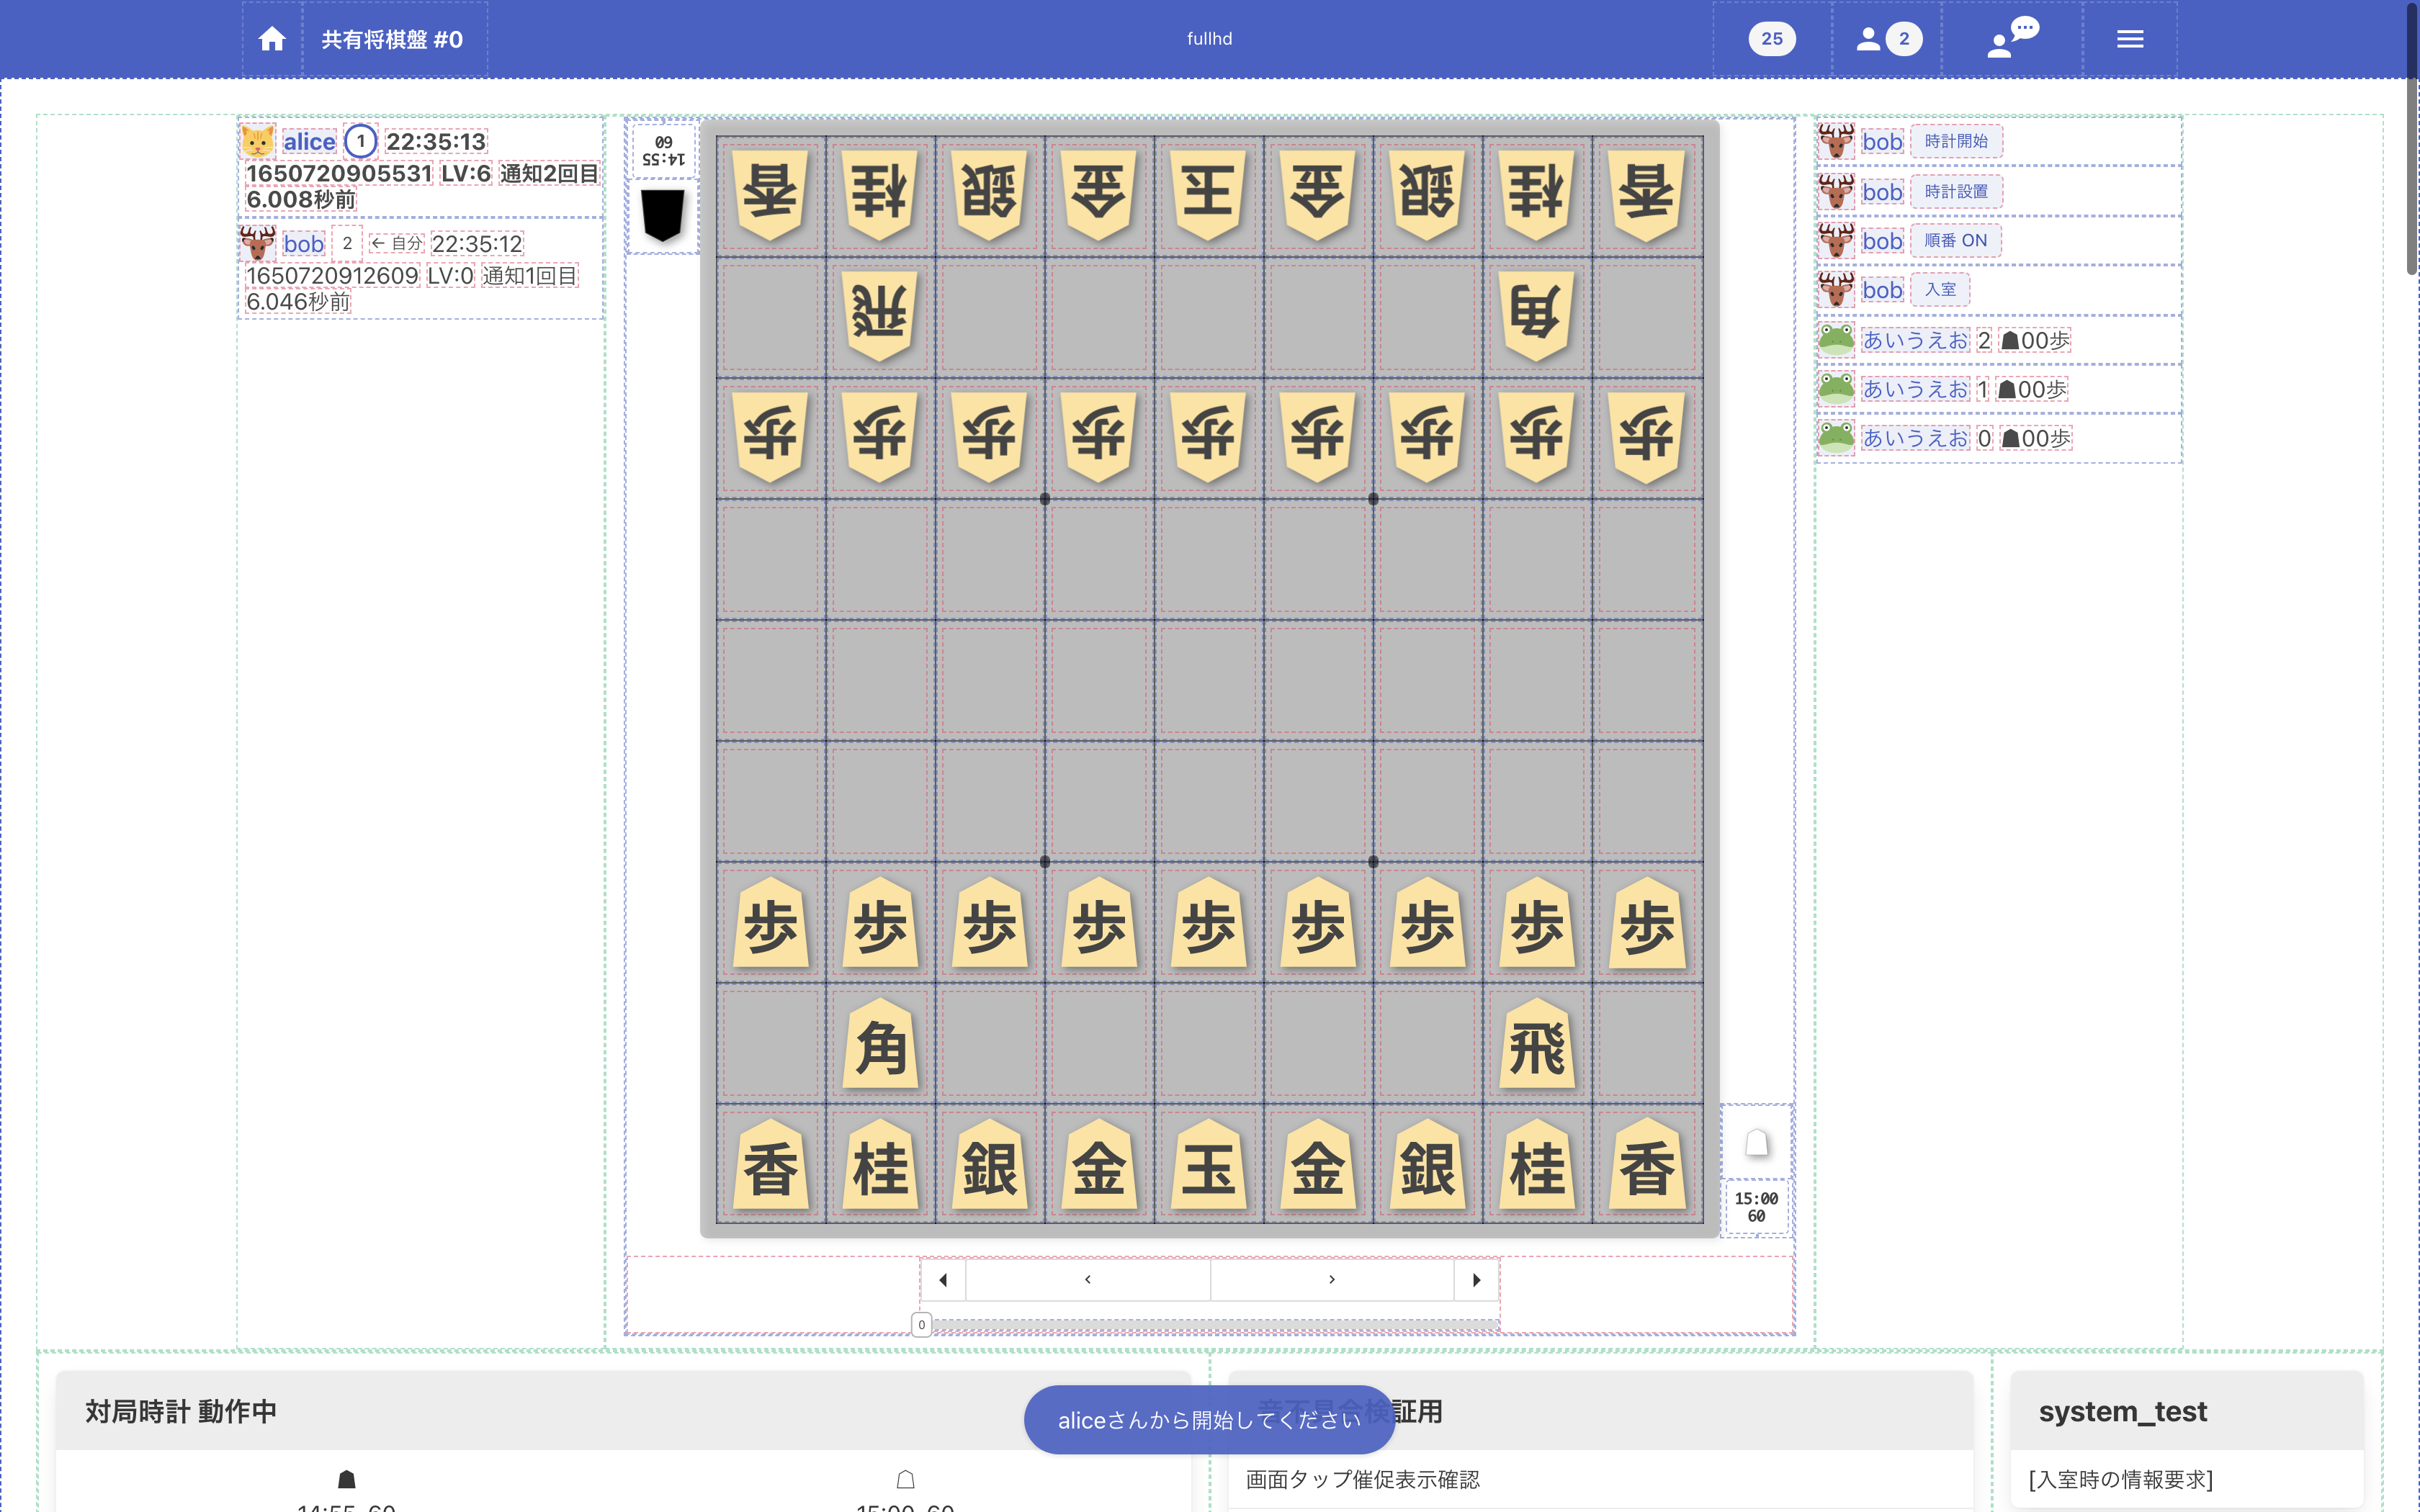 共有将棋盤 #0
fullhd
25
2
alice 1 22:35:13
1650720905531 LV:6 通知2回目
6.008秒前
bob 2 ← 自分 22:35:12
1650720912609 LV:0 通知1回目
6.046秒前
14:55
60
香 桂 銀 金 玉 金 銀 桂 香
飛 角
歩 歩 歩 歩 歩 歩 歩 歩 歩
歩 歩 歩 歩 歩 歩 歩 歩 歩
角 飛
香 桂 銀 金 玉 金 銀 桂 香
15:00
60
0
bob 時計開始
bob 時計設置
bob 順番 ON
bob 入室
あいうえお 2 ☗00歩
あいうえお 1 ☗00歩
あいうえお 0 ☗00歩
対局時計 動作中
☗ ☖
14:55 60 15:00 60
aliceさんから開始してください
検証用
画面タップ催促表示確認
system_test
[入室時の情報要求]